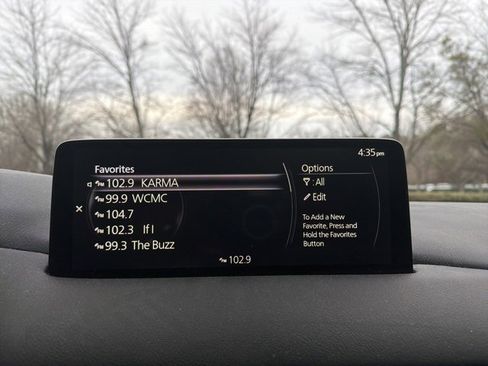 4:35PM
Favorites
102.9 KARMA
99.9 WCMC
104.7
102.3 If I
99.3 The Buzz
Options
: All
Edit
To Add a New
Favorite, Press and
Hold the Favorites
Button
102.9